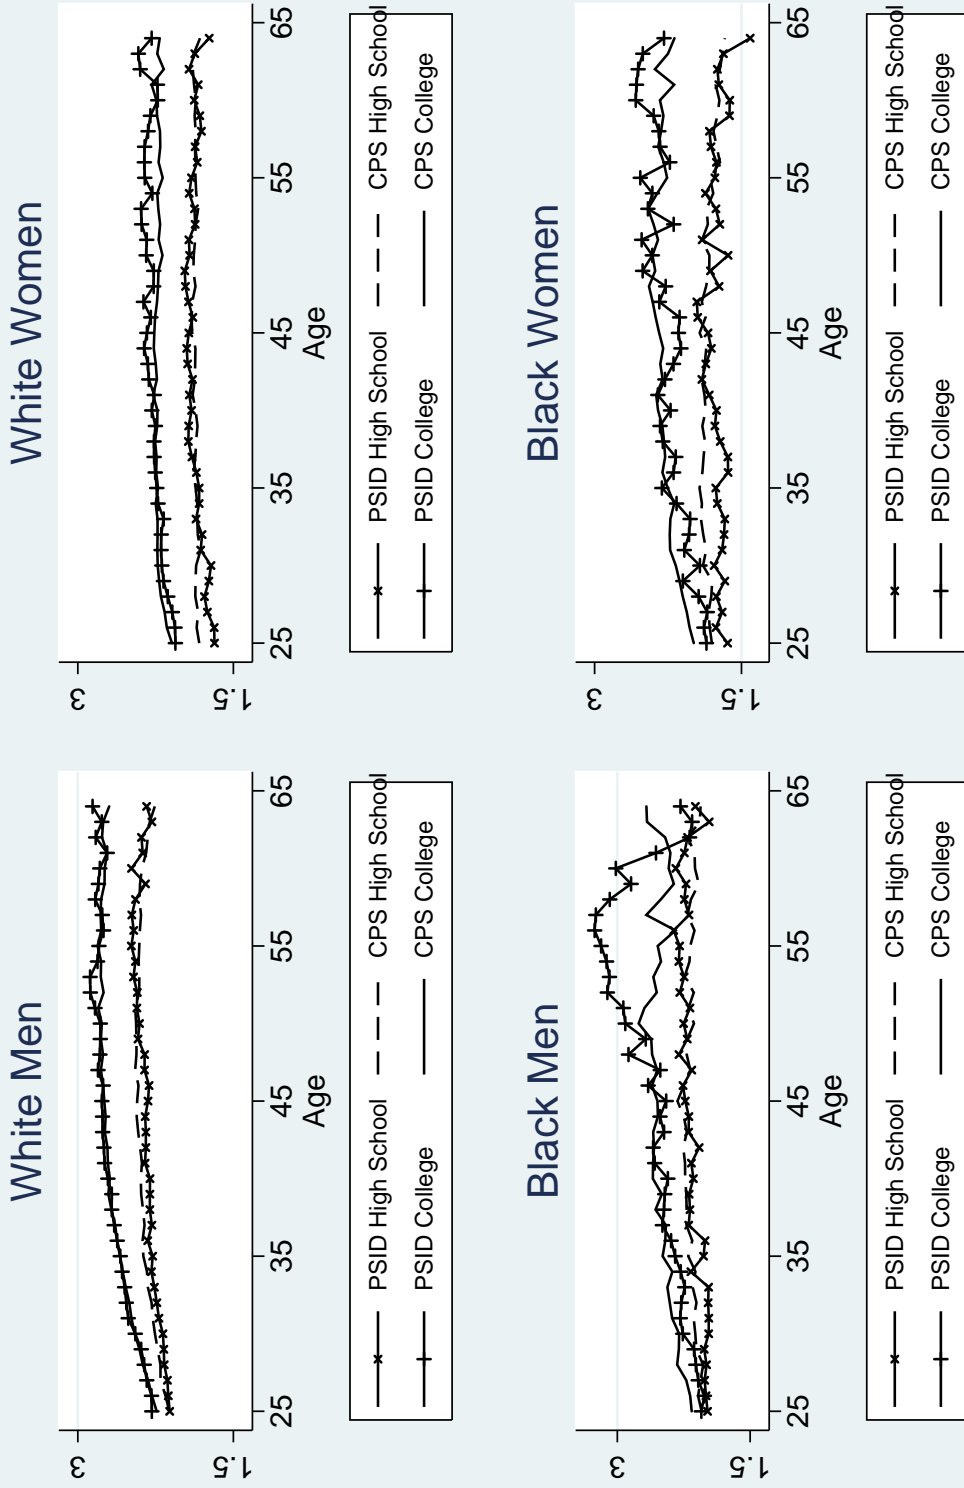 White Men
3
1.5
25 35 45 55 65
Age
PSID High School CPS High School
PSID College CPS College
White Women
3
1.5
25 35 45 55 65
Age
PSID High School CPS High School
PSID College CPS College
Black Men
3
1.5
25 35 45 55 65
Age
PSID High School CPS High School
PSID College CPS College
Black Women
3
1.5
25 35 45 55 65
Age
PSID High School CPS High School
PSID College CPS College